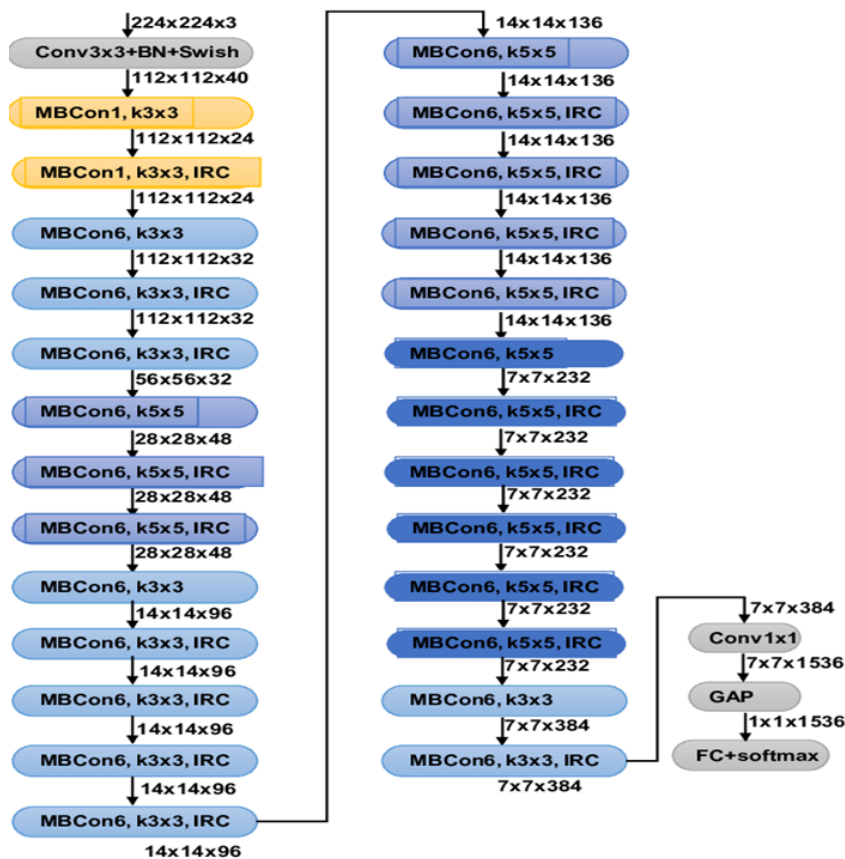 224x224x3
Conv3x3+BN+Swish
112x112x40
MBCon1, k3x3
112x112x24
MBCon1, k3x3, IRC
112x112x24
MBCon6, k3x3
112x112x32
MBCon6, k3x3, IRC
112x112x32
MBCon6, k3x3, IRC
56x56x32
MBCon6, k5x5
28x28x48
MBCon6, k5x5, IRC
28x28x48
MBCon6, k5x5, IRC
28x28x48
MBCon6, k3x3
14x14x96
MBCon6, k3x3, IRC
14x14x96
MBCon6, k3x3, IRC
14x14x96
MBCon6, k3x3, IRC
14x14x96
MBCon6, k3x3, IRC
14x14x96
14x14x136
MBCon6, k5x5
14x14x136
MBCon6, k5x5, IRC
14x14x136
MBCon6, k5x5, IRC
14x14x136
MBCon6, k5x5, IRC
14x14x136
MBCon6, k5x5, IRC
14x14x136
MBCon6, k5x5
7x7x232
MBCon6, k5x5, IRC
7x7x232
MBCon6, k5x5, IRC
7x7x232
MBCon6, k5x5, IRC
7x7x232
MBCon6, k5x5, IRC
7x7x232
MBCon6, k5x5, IRC
7x7x232
MBCon6, k3x3
7x7x384
MBCon6, k3x3, IRC
7x7x384
7x7x384
Conv1x1
7x7x1536
GAP
1x1x1536
FC+softmax